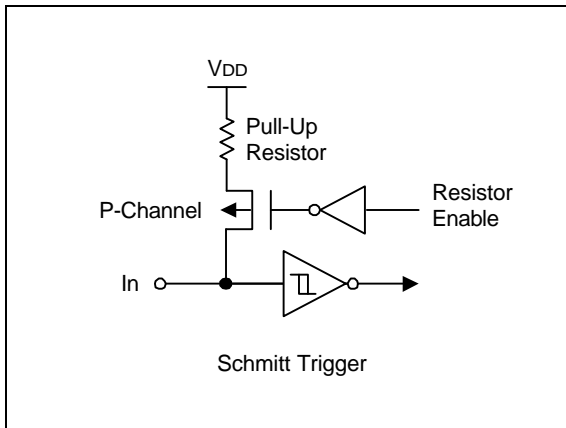 VDD
Pull-Up
Resistor
P-Channel
Resistor
Enable
In
Schmitt Trigger